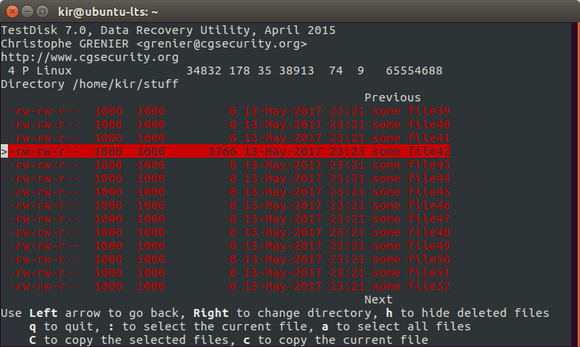 kir@ubuntu-lts: ~
TestDisk 7.0, Data Recovery Utility, April 2015
Christophe GRENIER <grenier@cgsecurity.org>
http://www.cgsecurity.org
4 P Linux 34832 178 35 38913 74 9 65554688
Directory /home/kir/stuff
Previous
-rw-rw-r-- 1000 1000 0 13-May-2017 23:21 some file39
-rw-rw-r-- 1000 1000 0 13-May-2017 23:21 some file40
-rw-rw-r-- 1000 1000 0 13-May-2017 23:21 some file41
>-rw-rw-r-- 1000 1000 1766 13-May-2017 23:23 some file42
-rw-rw-r-- 1000 1000 0 13-May-2017 23:21 some file43
-rw-rw-r-- 1000 1000 0 13-May-2017 23:21 some file44
-rw-rw-r-- 1000 1000 0 13-May-2017 23:21 some file45
-rw-rw-r-- 1000 1000 0 13-May-2017 23:21 some file46
-rw-rw-r-- 1000 1000 0 13-May-2017 23:21 some file47
-rw-rw-r-- 1000 1000 0 13-May-2017 23:21 some file48
-rw-rw-r-- 1000 1000 0 13-May-2017 23:21 some file49
-rw-rw-r-- 1000 1000 0 13-May-2017 23:21 some file50
-rw-rw-r-- 1000 1000 0 13-May-2017 23:21 some file51
-rw-rw-r-- 1000 1000 0 13-May-2017 23:21 some file52
Next
Use Left arrow to go back, Right to change directory, h to hide deleted files
q to quit, : to select the current file, a to select all files
C to copy the selected files, c to copy the current file